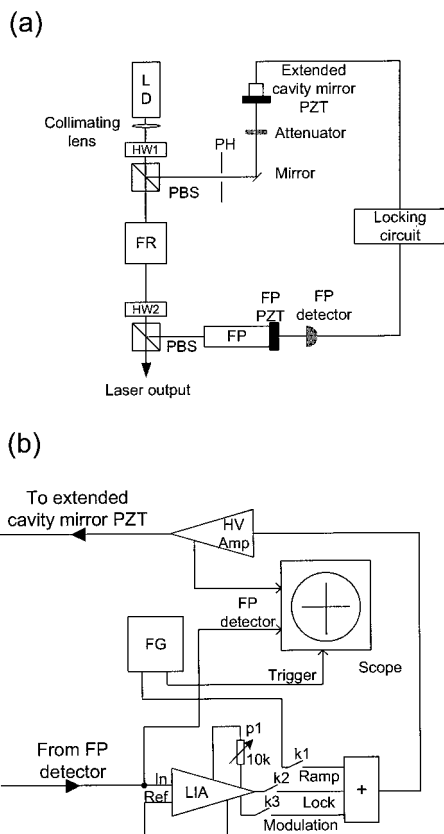 (a)
L
D
Extended
cavity mirror
PZT
Collimating
lens
Attenuator
PH
HW1
Mirror
PBS
Locking
circuit
FR
FP
PZT
FP
detector
HW2
PBS
FP
Laser output
(b)
To extended
cavity mirror PZT
HV
Amp
FP
detector
FG
Trigger
Scope
p1
10k
k1
Ramp
From FP
detector
In
Ref
LIA
k2
Lock
k3
Modulation
+